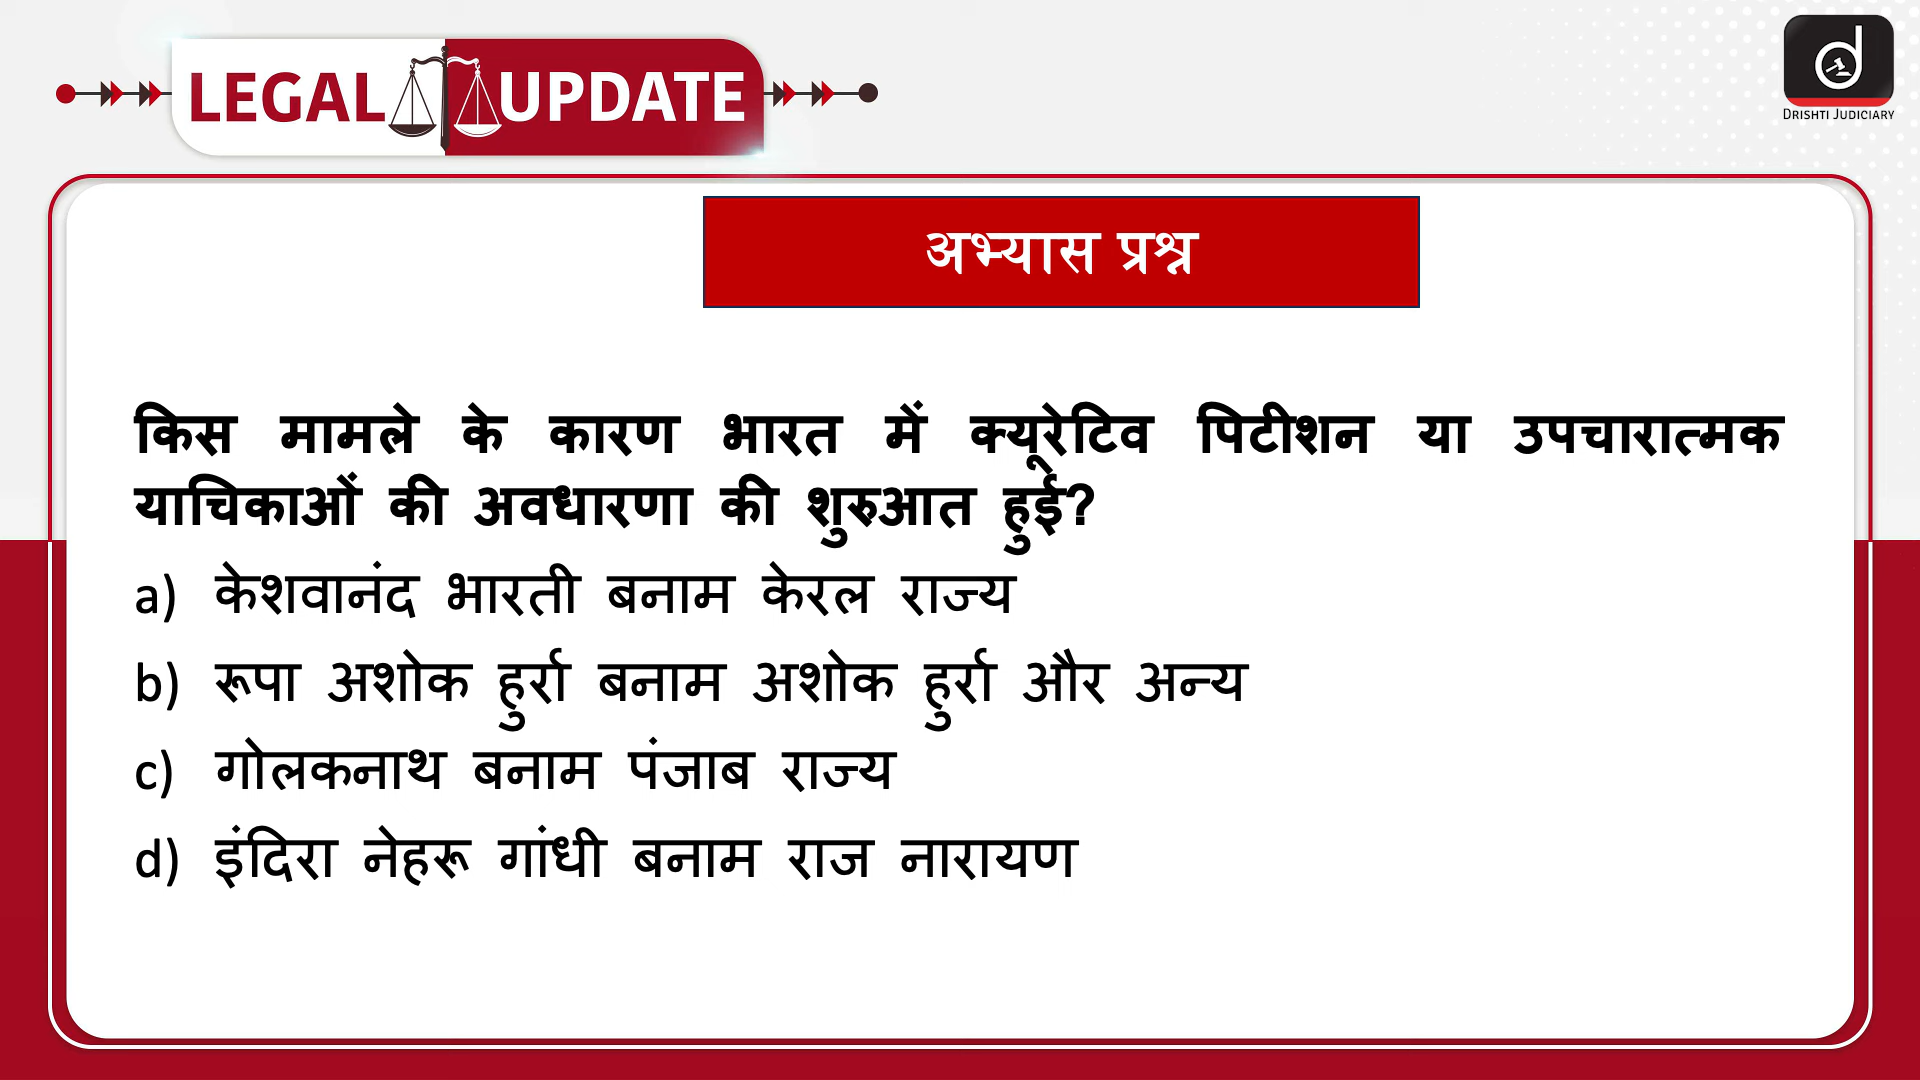 LEGAL UPDATE
DRISHTI JUDICIARY
अभ्यास प्रश्न
किस मामले के कारण भारत में क्यूरेटिव पिटीशन या उपचारात्मक
याचिकाओं की अवधारणा की शुरुआत हुई?
a) केशवानंद भारती बनाम केरल राज्य
b) रूपा अशोक हुर्रा बनाम अशोक हुर्रा और अन्य
c) गोलकनाथ बनाम पंजाब राज्य
d) इंदिरा नेहरू गांधी बनाम राज नारायण